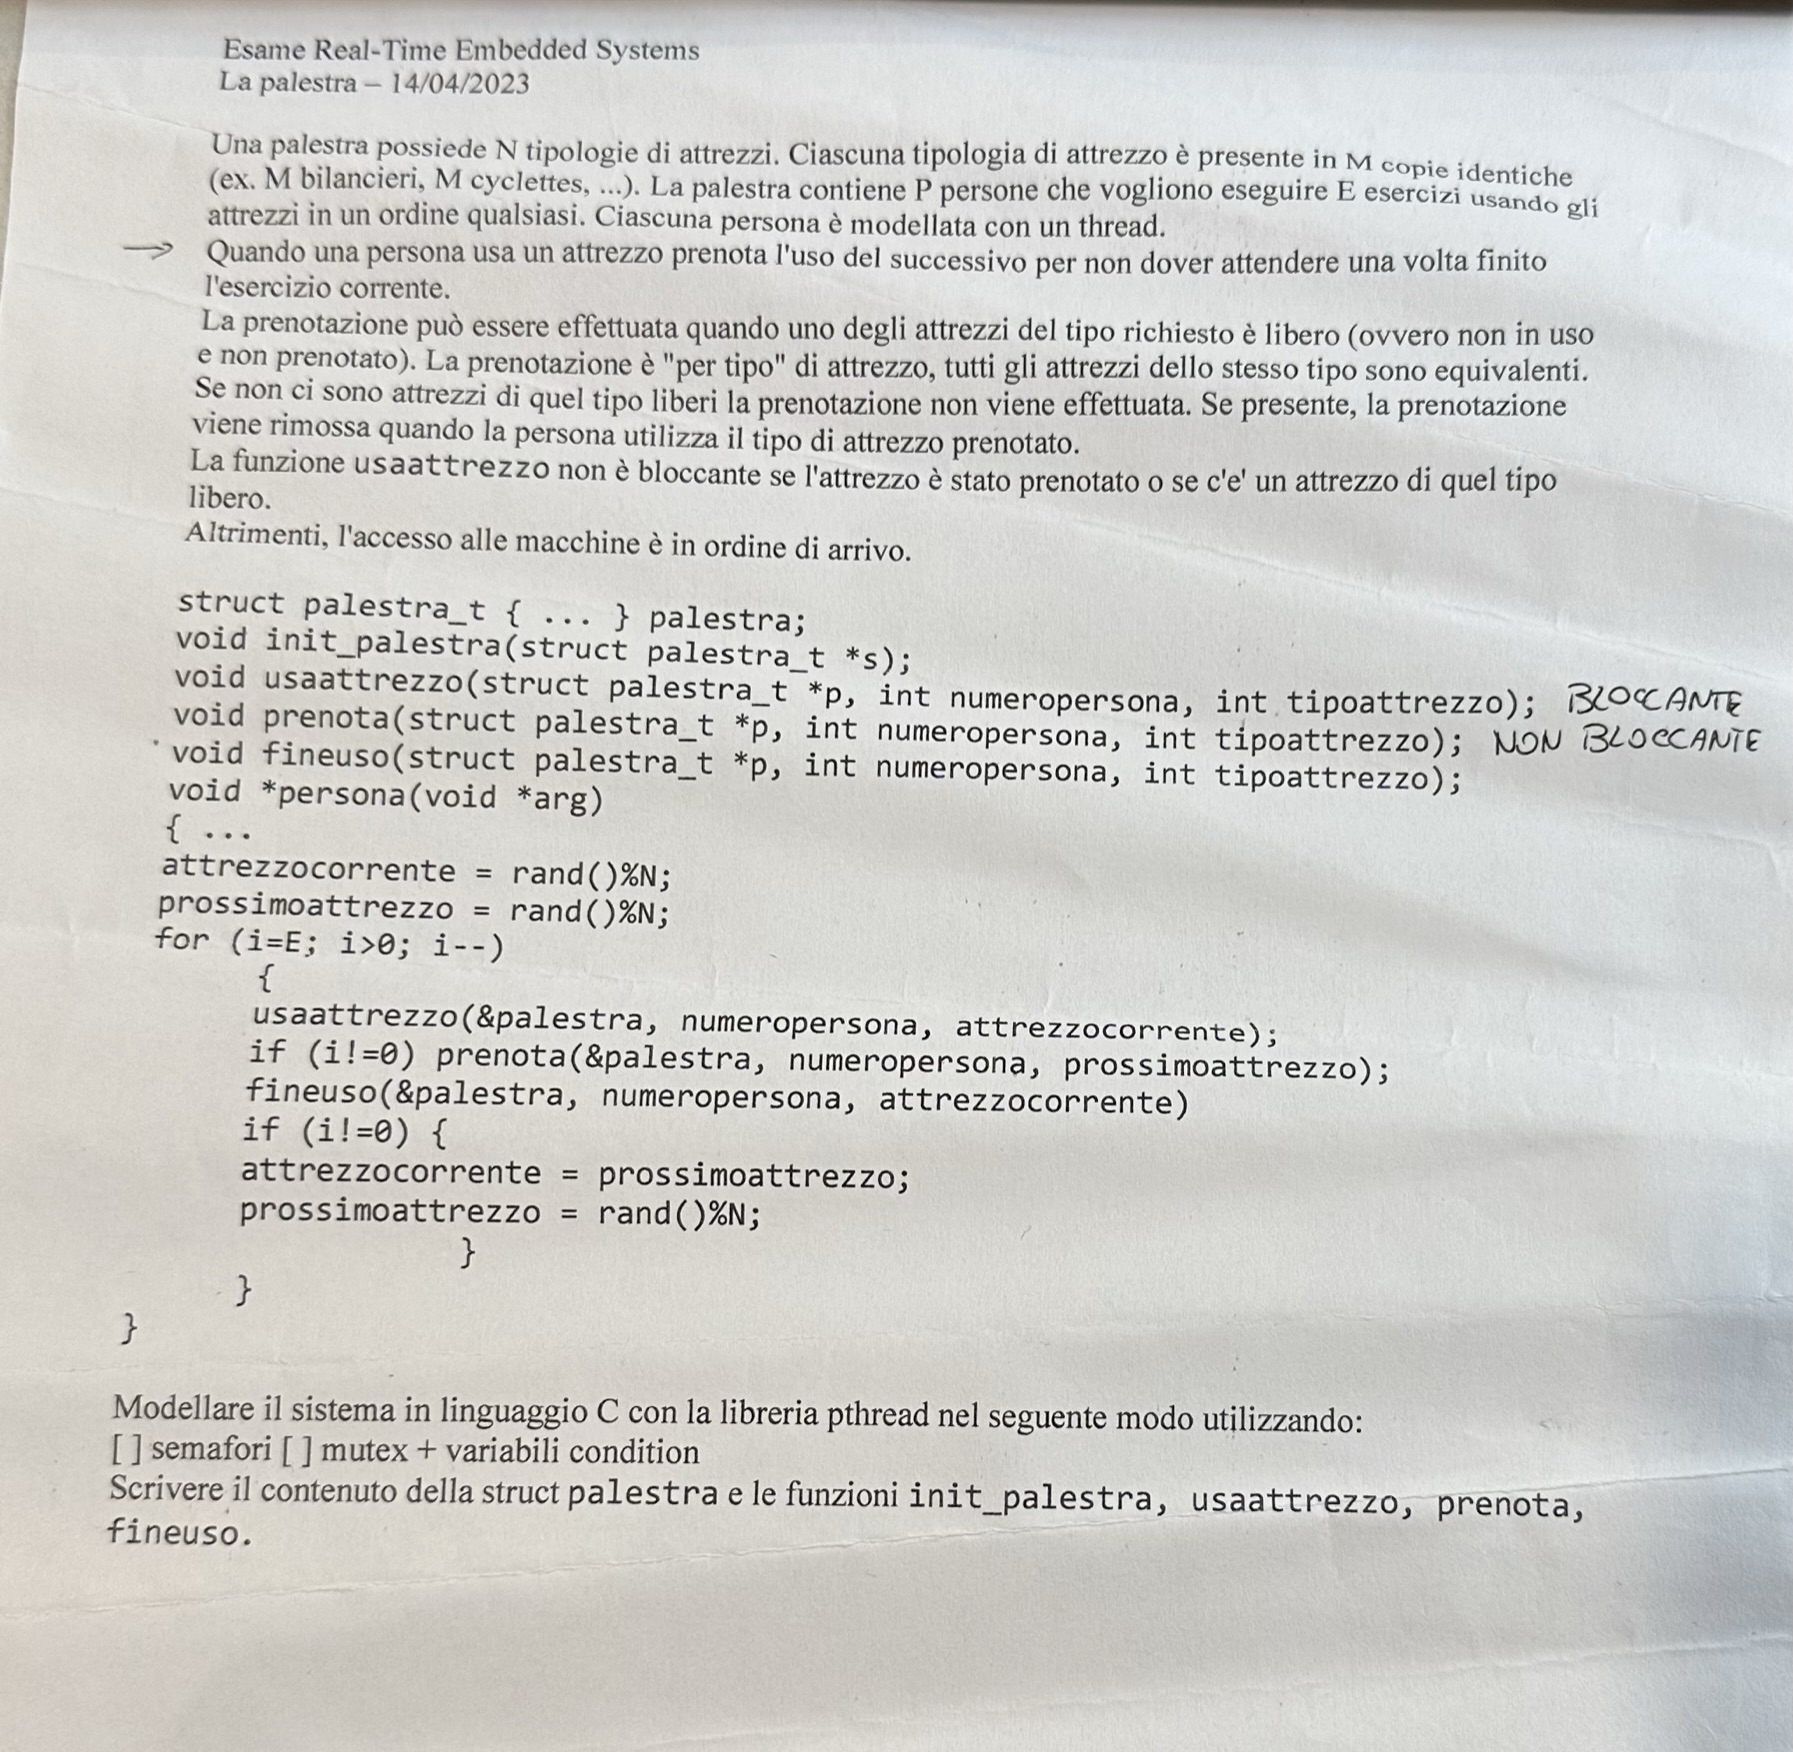 Esame Real-Time Embedded Systems
La palestra – 14/04/2023
Una palestra possiede N tipologie di attrezzi. Ciascuna tipologia di attrezzo è presente in M copie identiche
(ex. M bilancieri, M cyclettes, ...). La palestra contiene P persone che vogliono eseguire E esercizi usando gli
attrezzi in un ordine qualsiasi. Ciascuna persona è modellata con un thread.
→ Quando una persona usa un attrezzo prenota l'uso del successivo per non dover attendere una volta finito
l'esercizio corrente.
La prenotazione può essere effettuata quando uno degli attrezzi del tipo richiesto è libero (ovvero non in uso
e non prenotato). La prenotazione è "per tipo" di attrezzo, tutti gli attrezzi dello stesso tipo sono equivalenti.
Se non ci sono attrezzi di quel tipo liberi la prenotazione non viene effettuata. Se presente, la prenotazione
viene rimossa quando la persona utilizza il tipo di attrezzo prenotato.
La funzione usaattrezzo non è bloccante se l'attrezzo è stato prenotato o se c'e' un attrezzo di quel tipo
libero.
Altrimenti, l'accesso alle macchine è in ordine di arrivo.
struct palestra_t { ... } palestra;
void init_palestra(struct palestra_t *s);
void usaattrezzo(struct palestra_t *p, int numeropersona, int tipoattrezzo); BLOCCANTE
void prenota(struct palestra_t *p, int numeropersona, int tipoattrezzo); NON BLOCCANTE
void fineuso(struct palestra_t *p, int numeropersona, int tipoattrezzo);
void *persona(void *arg)
{ ...
attrezzocorrente = rand()%N;
prossimoattrezzo = rand()%N;
for (i=E; i>0; i--)
{
usaattrezzo(&palestra, numeropersona, attrezzocorrente);
if (i!=0) prenota(&palestra, numeropersona, prossimoattrezzo);
fineuso(&palestra, numeropersona, attrezzocorrente)
if (i!=0) {
attrezzocorrente = prossimoattrezzo;
prossimoattrezzo = rand()%N;
}
}
}
Modellare il sistema in linguaggio C con la libreria pthread nel seguente modo utilizzando:
[ ] semafori [ ] mutex + variabili condition
Scrivere il contenuto della struct palestra e le funzioni init_palestra, usaattrezzo, prenota,
fineuso.